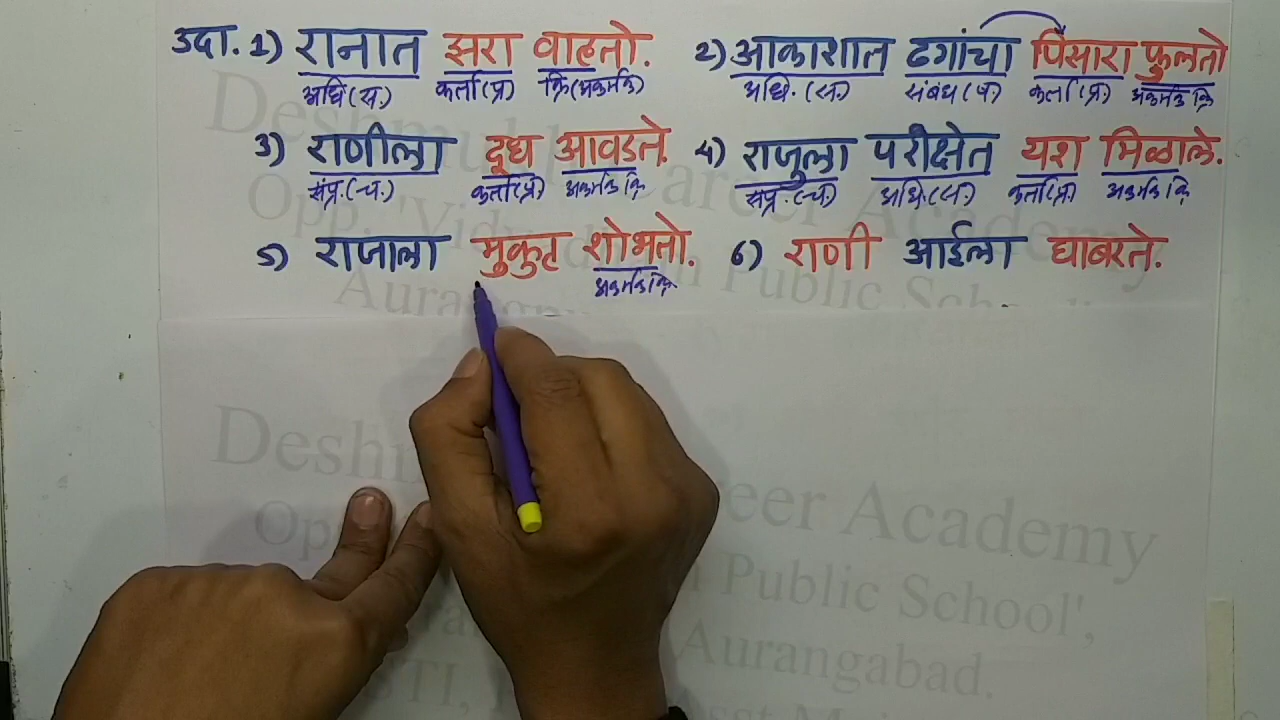 उदा. 1) रानात झरा वाहतो. 2) आकाशात ढगांचा पिसारा फुलतो
अधि. (स.) कर्ता (प्र) क्रि (अकर्मक) अधि. (स.) संबंध (ष) कर्ता (प्र) अकर्मक क्रि
3) राणीला दूध आवडते. 4) राजुला परीक्षेत यश मिळाले.
संप्र. (च.) कर्ता (प्र) अकर्मक क्रि संप्र. (च.) अधि. (स.) कर्ता (प्र) अकर्मक क्रि
5) राजाला मुकुट शोभतो. 6) राणी आईला घाबरते.
अकर्मक क्रि